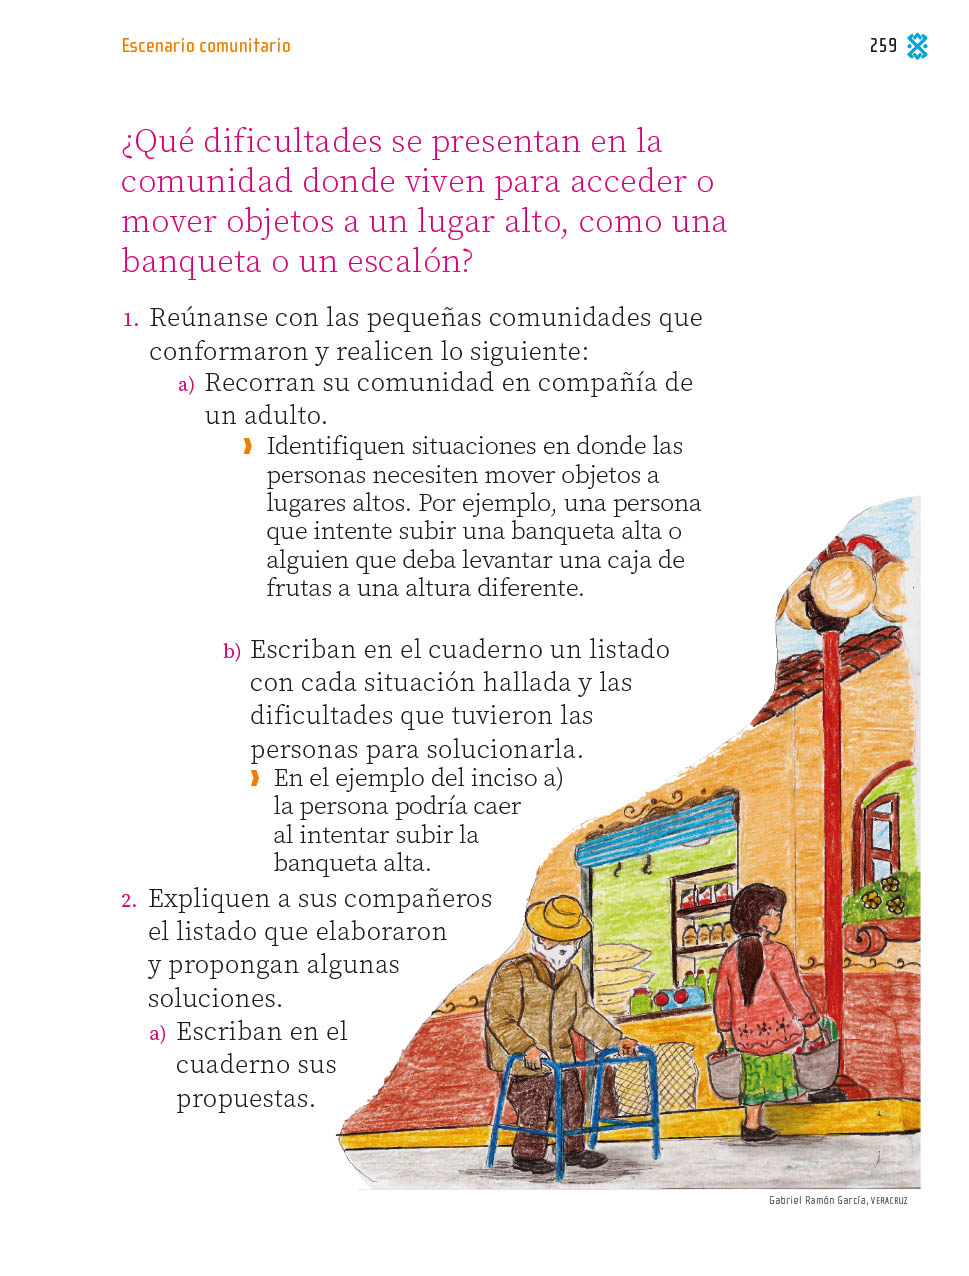 Escenario comunitario
259
¿Qué dificultades se presentan en la
comunidad donde viven para acceder o
mover objetos a un lugar alto, como una
banqueta o un escalón?
1. Reúnanse con las pequeñas comunidades que
conformaron y realicen lo siguiente:
a) Recorran su comunidad en compañía de
un adulto.
Identifiquen situaciones en donde las
personas necesiten mover objetos a
lugares altos. Por ejemplo, una persona
que intente subir una banqueta alta o
alguien que deba levantar una caja de
frutas a una altura diferente.
b) Escriban en el cuaderno un listado
con cada situación hallada y las
dificultades que tuvieron las
personas para solucionarla.
En el ejemplo del inciso a)
la persona podría caer
al intentar subir la
banqueta alta.
2. Expliquen a sus compañeros
el listado que elaboraron
y propongan algunas
soluciones.
a) Escriban en el
cuaderno sus
propuestas.
Gabriel Ramón García, VERACRUZ